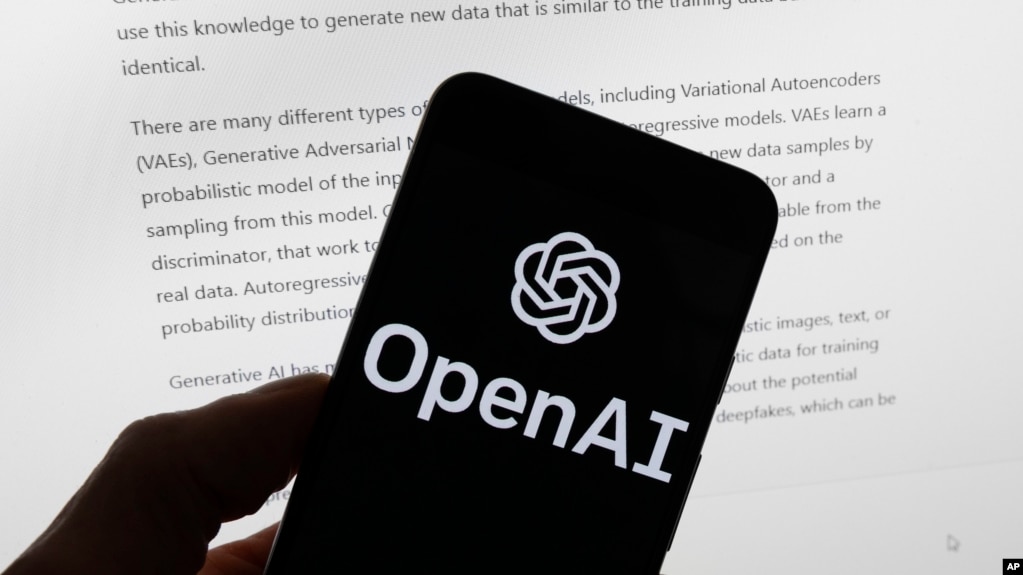 use this knowledge to generate new data that is similar to the training data
identical.
There are many different types of dels, including Variational Autoencoders
(VAEs), Generative Adversarial oregressive models. VAEs learn a
probabilistic model of the inp new data samples by
sampling from this model. tor and a
discriminator, that work to able from the
real data. Autoregressive ed on the
probability distribution
Generative AI has istic images, text, or
tic data for training
bout the potential
deepfakes, which can be
OpenAI
AP